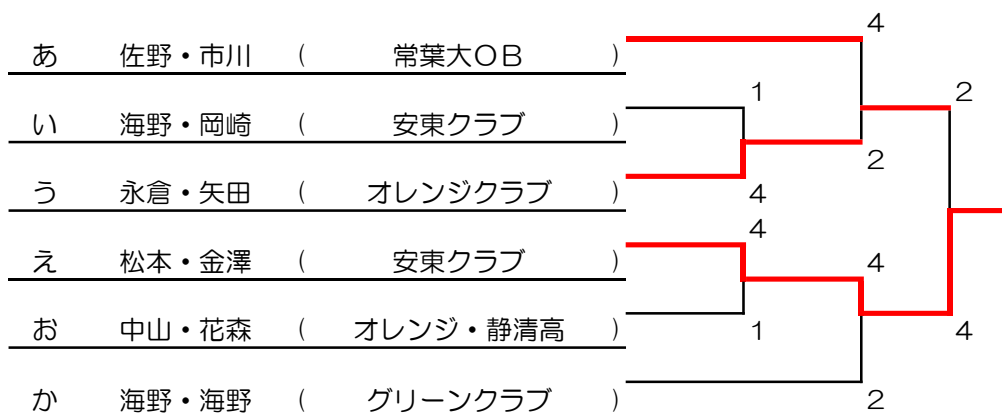 4
あ 佐野・市川 ( 常葉大OB )
1 2
い 海野・岡崎 ( 安東クラブ )
2
う 永倉・矢田 ( オレンジクラブ ) 4
4
え 松本・金澤 ( 安東クラブ ) 4
お 中山・花森 ( オレンジ・静清高 ) 1 4
か 海野・海野 ( グリーンクラブ ) 2